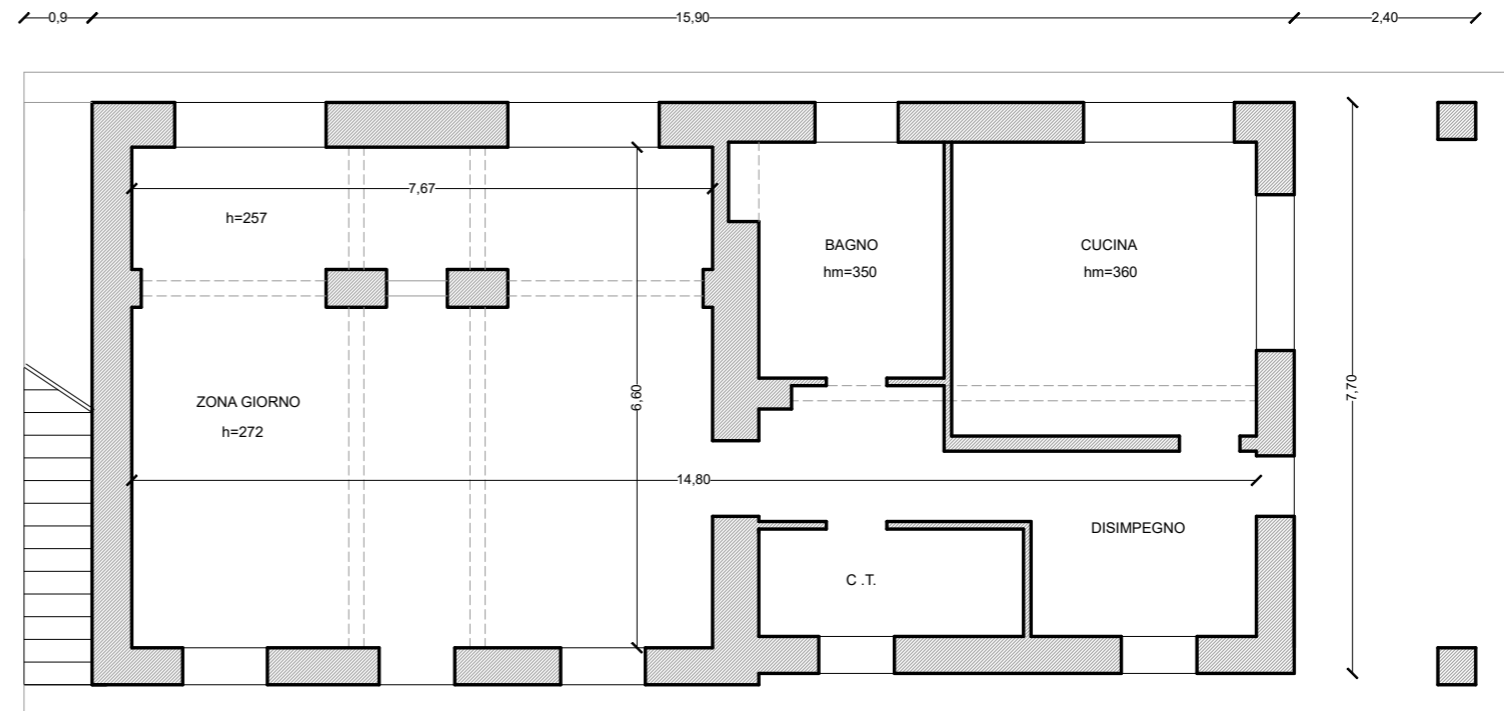 0,9
15,90
2,40
7,67
h=257
BAGNO
hm=350
CUCINA
hm=360
ZONA GIORNO
h=272
6,60
7,70
14,80
DISIMPEGNO
C .T.